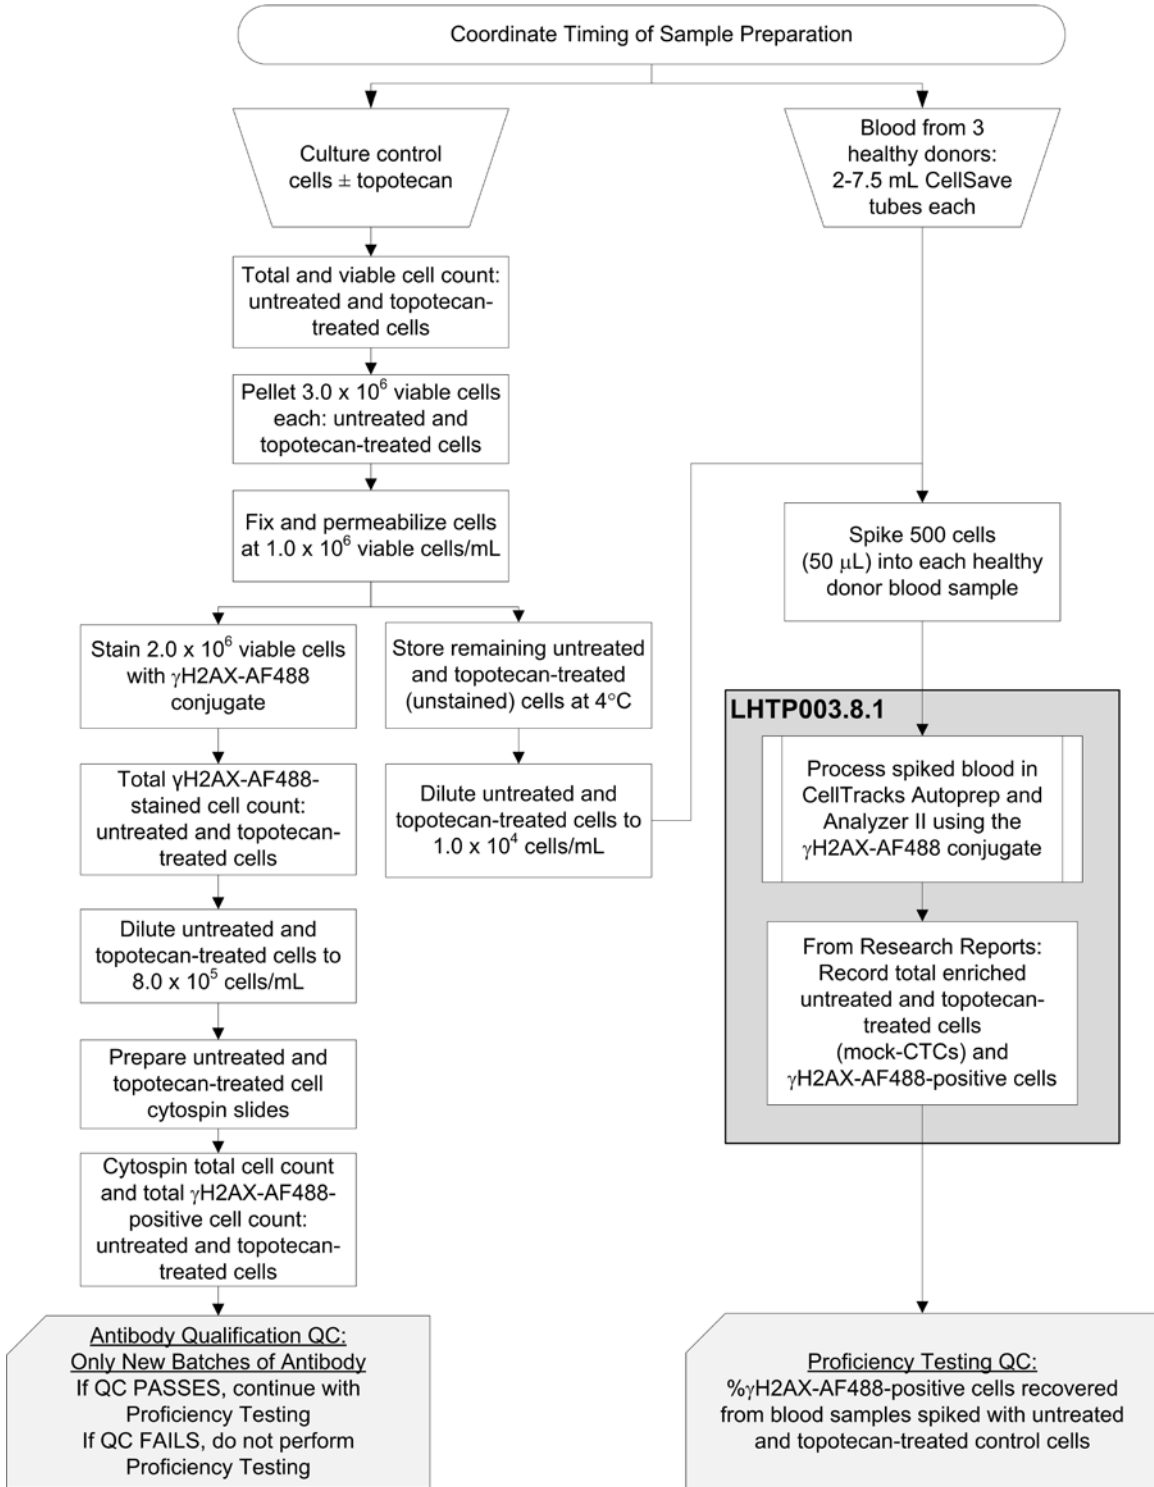 Coordinate Timing of Sample Preparation
Culture control
cells ± topotecan
Blood from 3
healthy donors:
2-7.5 mL CellSave
tubes each
Total and viable cell count:
untreated and topotecan-
treated cells
Pellet 3.0 x 10⁶ viable cells
each: untreated and
topotecan-treated cells
Fix and permeabilize cells
at 1.0 x 10⁶ viable cells/mL
Spike 500 cells
(50 μL) into each healthy
donor blood sample
Stain 2.0 x 10⁶ viable cells
with γH2AX-AF488
conjugate
Store remaining untreated
and topotecan-treated
(unstained) cells at 4°C
LHTP003.8.1
Total γH2AX-AF488-
stained cell count:
untreated and topotecan-
treated cells
Dilute untreated and
topotecan-treated cells to
1.0 x 10⁴ cells/mL
Process spiked blood in
CellTracks Autoprep and
Analyzer II using the
γH2AX-AF488 conjugate
Dilute untreated and
topotecan-treated cells to
8.0 x 10⁵ cells/mL
From Research Reports:
Record total enriched
untreated and topotecan-
treated cells
(mock-CTCs) and
γH2AX-AF488-positive cells
Prepare untreated and
topotecan-treated cell
cytospin slides
Cytospin total cell count
and total γH2AX-AF488-
positive cell count:
untreated and topotecan-
treated cells
Antibody Qualification QC:
Only New Batches of Antibody
If QC PASSES, continue with
Proficiency Testing
If QC FAILS, do not perform
Proficiency Testing
Proficiency Testing QC:
%γH2AX-AF488-positive cells recovered
from blood samples spiked with untreated
and topotecan-treated control cells